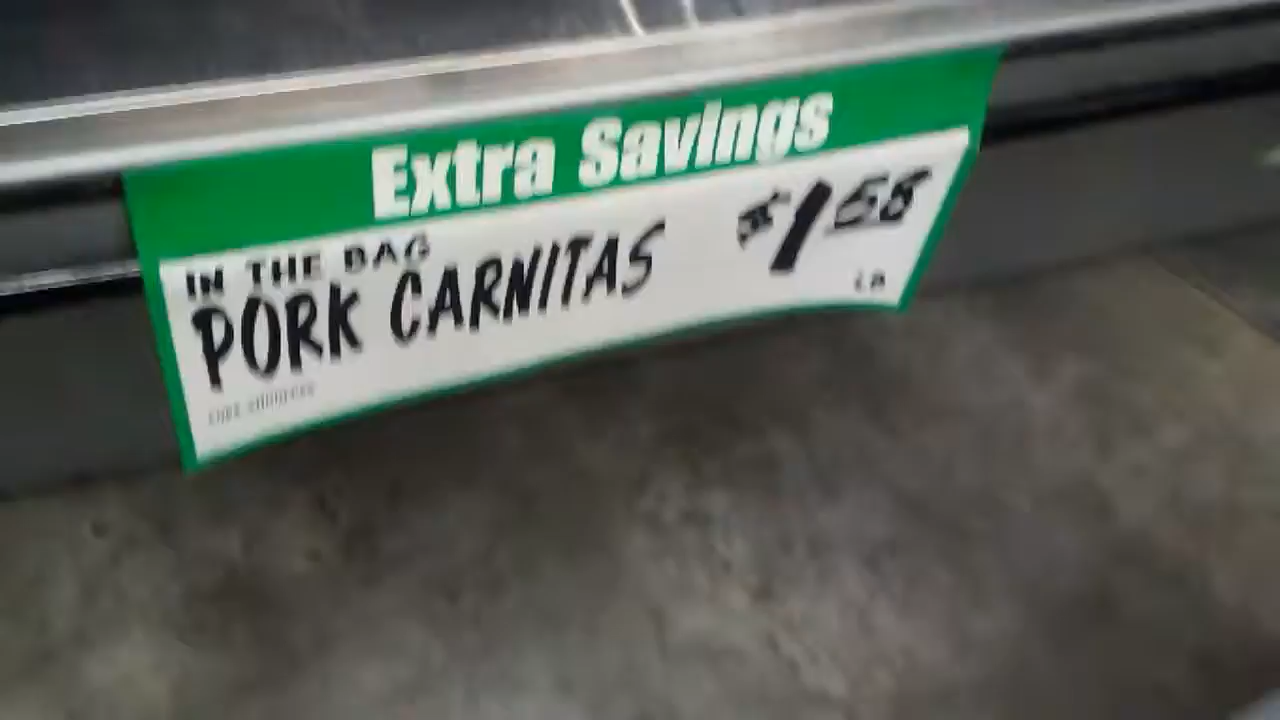 Extra Savings
IN THE BAG
PORK CARNITAS
$1 58
LB